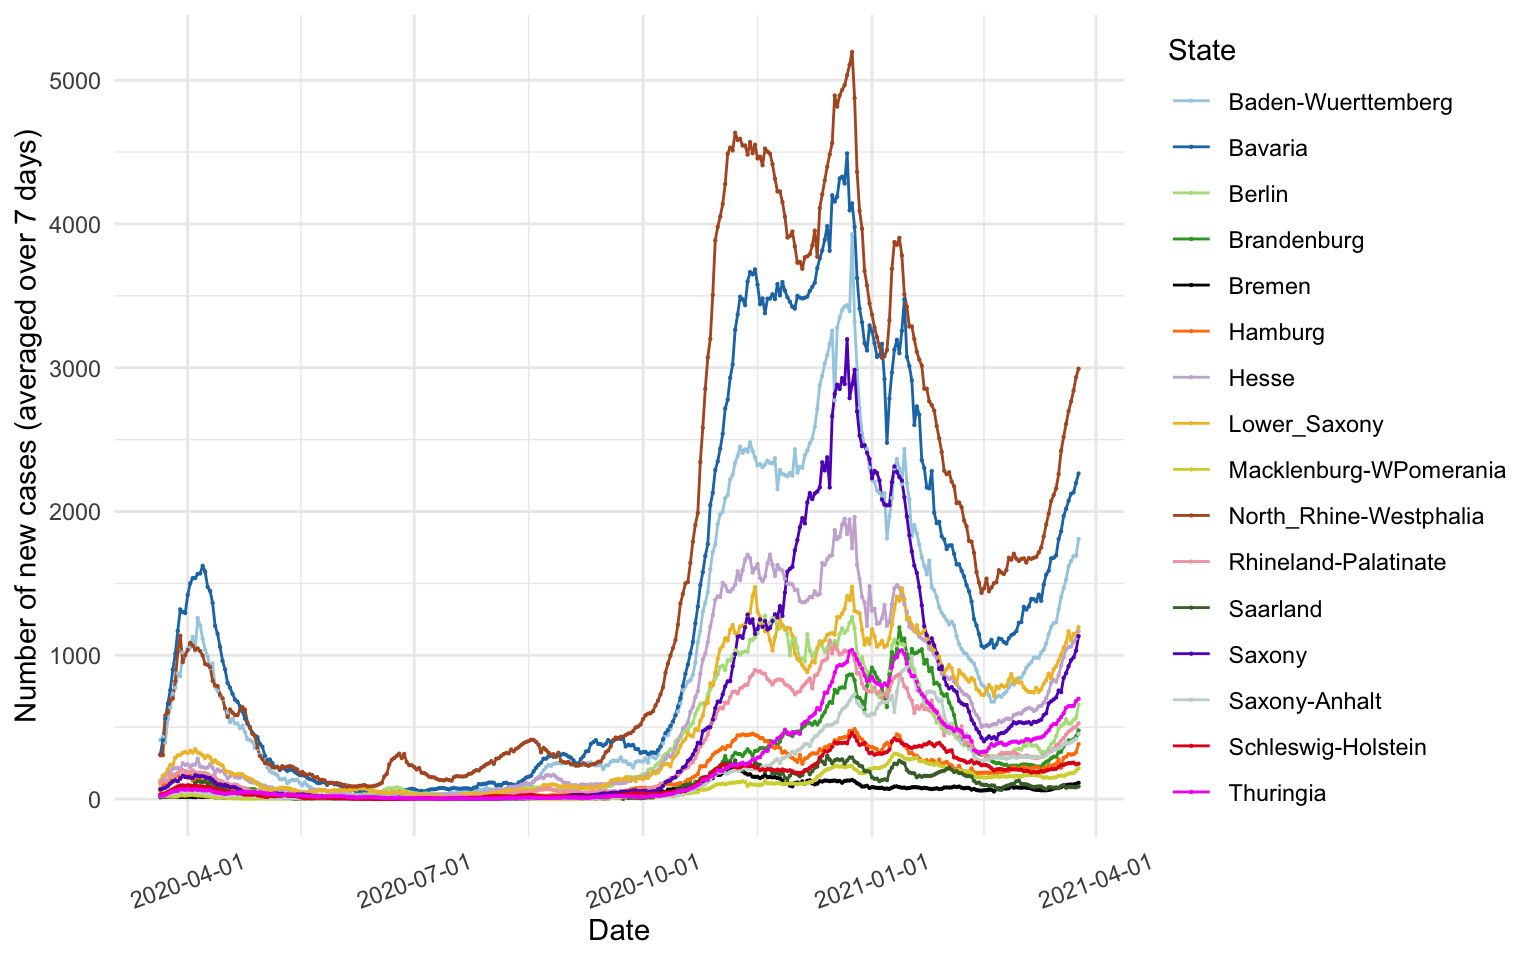 Number of new cases (averaged over 7 days)
5000
4000
3000
2000
1000
0
2020-04-01
2020-07-01
2020-10-01
2021-01-01
2021-04-01
Date
State
Baden-Wuerttemberg
Bavaria
Berlin
Brandenburg
Bremen
Hamburg
Hesse
Lower_Saxony
Macklenburg-WPomerania
North_Rhine-Westphalia
Rhineland-Palatinate
Saarland
Saxony
Saxony-Anhalt
Schleswig-Holstein
Thuringia